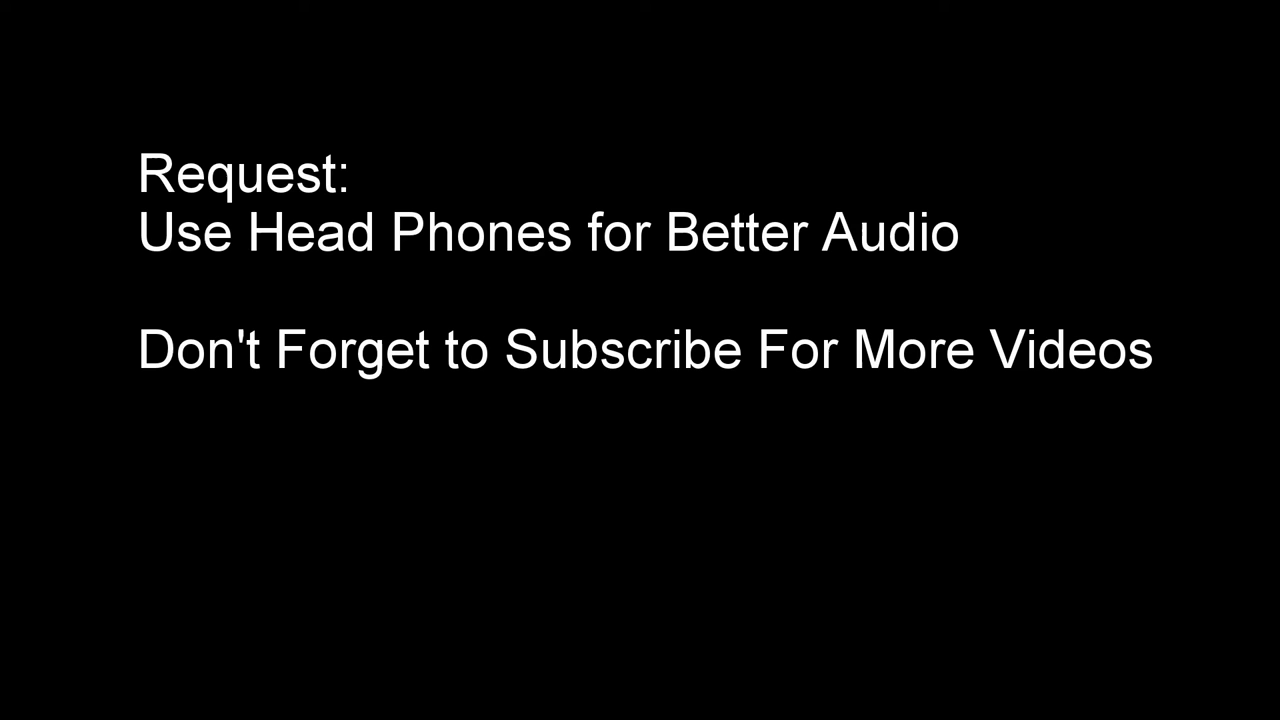 Request:
Use Head Phones for Better Audio
Don't Forget to Subscribe For More Videos